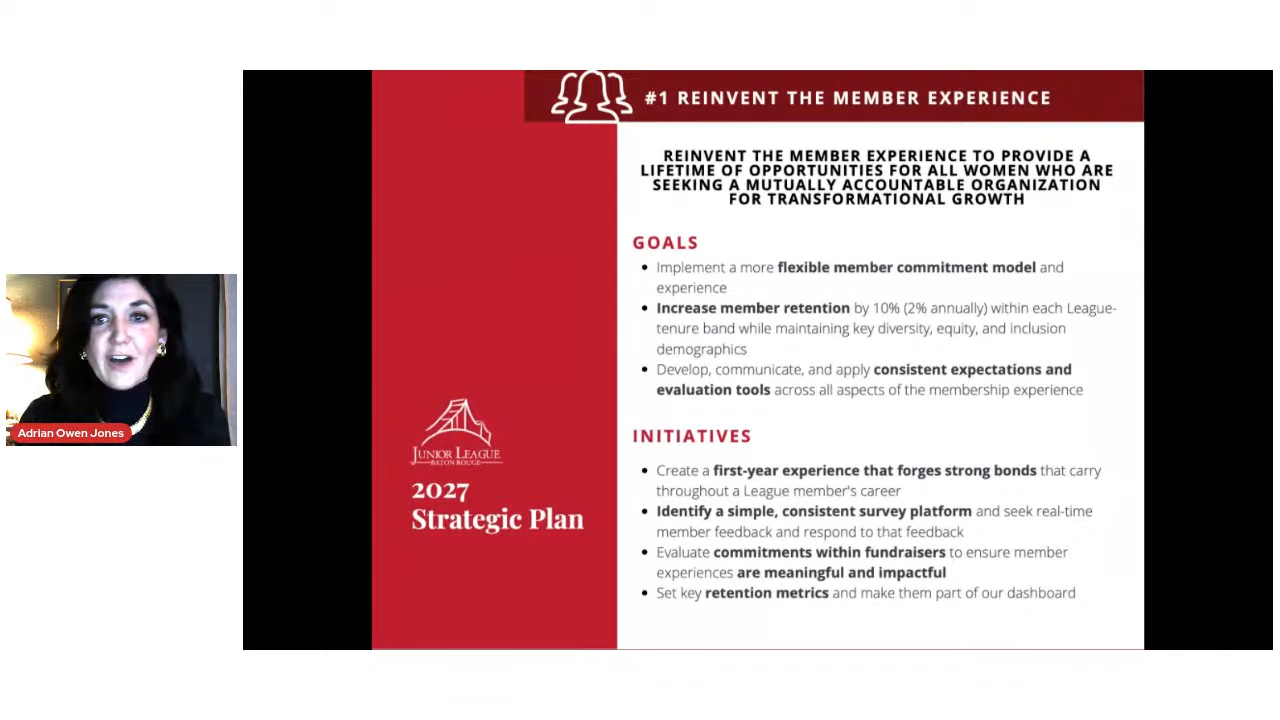 #1 REINVENT THE MEMBER EXPERIENCE
REINVENT THE MEMBER EXPERIENCE TO PROVIDE A
LIFETIME OF OPPORTUNITIES FOR ALL WOMEN WHO ARE
SEEKING A MUTUALLY ACCOUNTABLE ORGANIZATION
FOR TRANSFORMATIONAL GROWTH
GOALS
• Implement a more flexible member commitment model and
experience
• Increase member retention by 10% (2% annually) within each League-
tenure band while maintaining key diversity, equity, and inclusion
demographics
• Develop, communicate, and apply consistent expectations and
evaluation tools across all aspects of the membership experience
INITIATIVES
• Create a first-year experience that forges strong bonds that carry
throughout a League member's career
• Identify a simple, consistent survey platform and seek real-time
member feedback and respond to that feedback
• Evaluate commitments within fundraisers to ensure member
experiences are meaningful and impactful
• Set key retention metrics and make them part of our dashboard
JUNIOR LEAGUE
BATON ROUGE
2027
Strategic Plan
Adrian Owen Jones